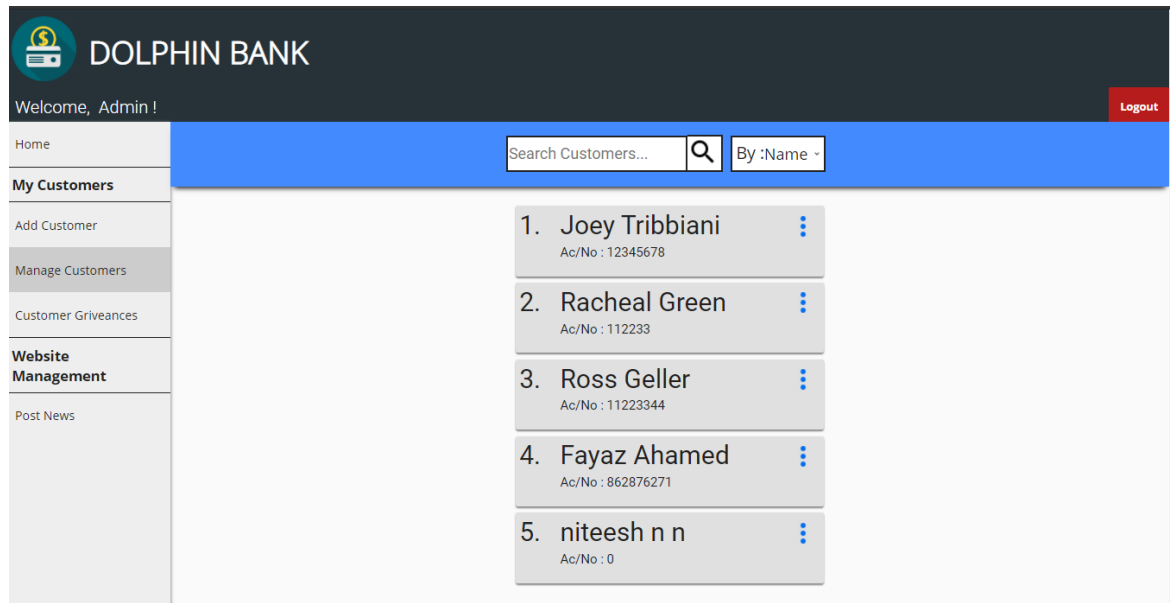 DOLPHIN BANK
Welcome, Admin !
Logout
Home
My Customers
Add Customer
Manage Customers
Customer Griveances
Website
Management
Post News
Search Customers...
By :Name
1. Joey Tribbiani
Ac/No : 12345678
2. Racheal Green
Ac/No : 112233
3. Ross Geller
Ac/No : 11223344
4. Fayaz Ahamed
Ac/No : 862876271
5. niteesh n n
Ac/No : 0